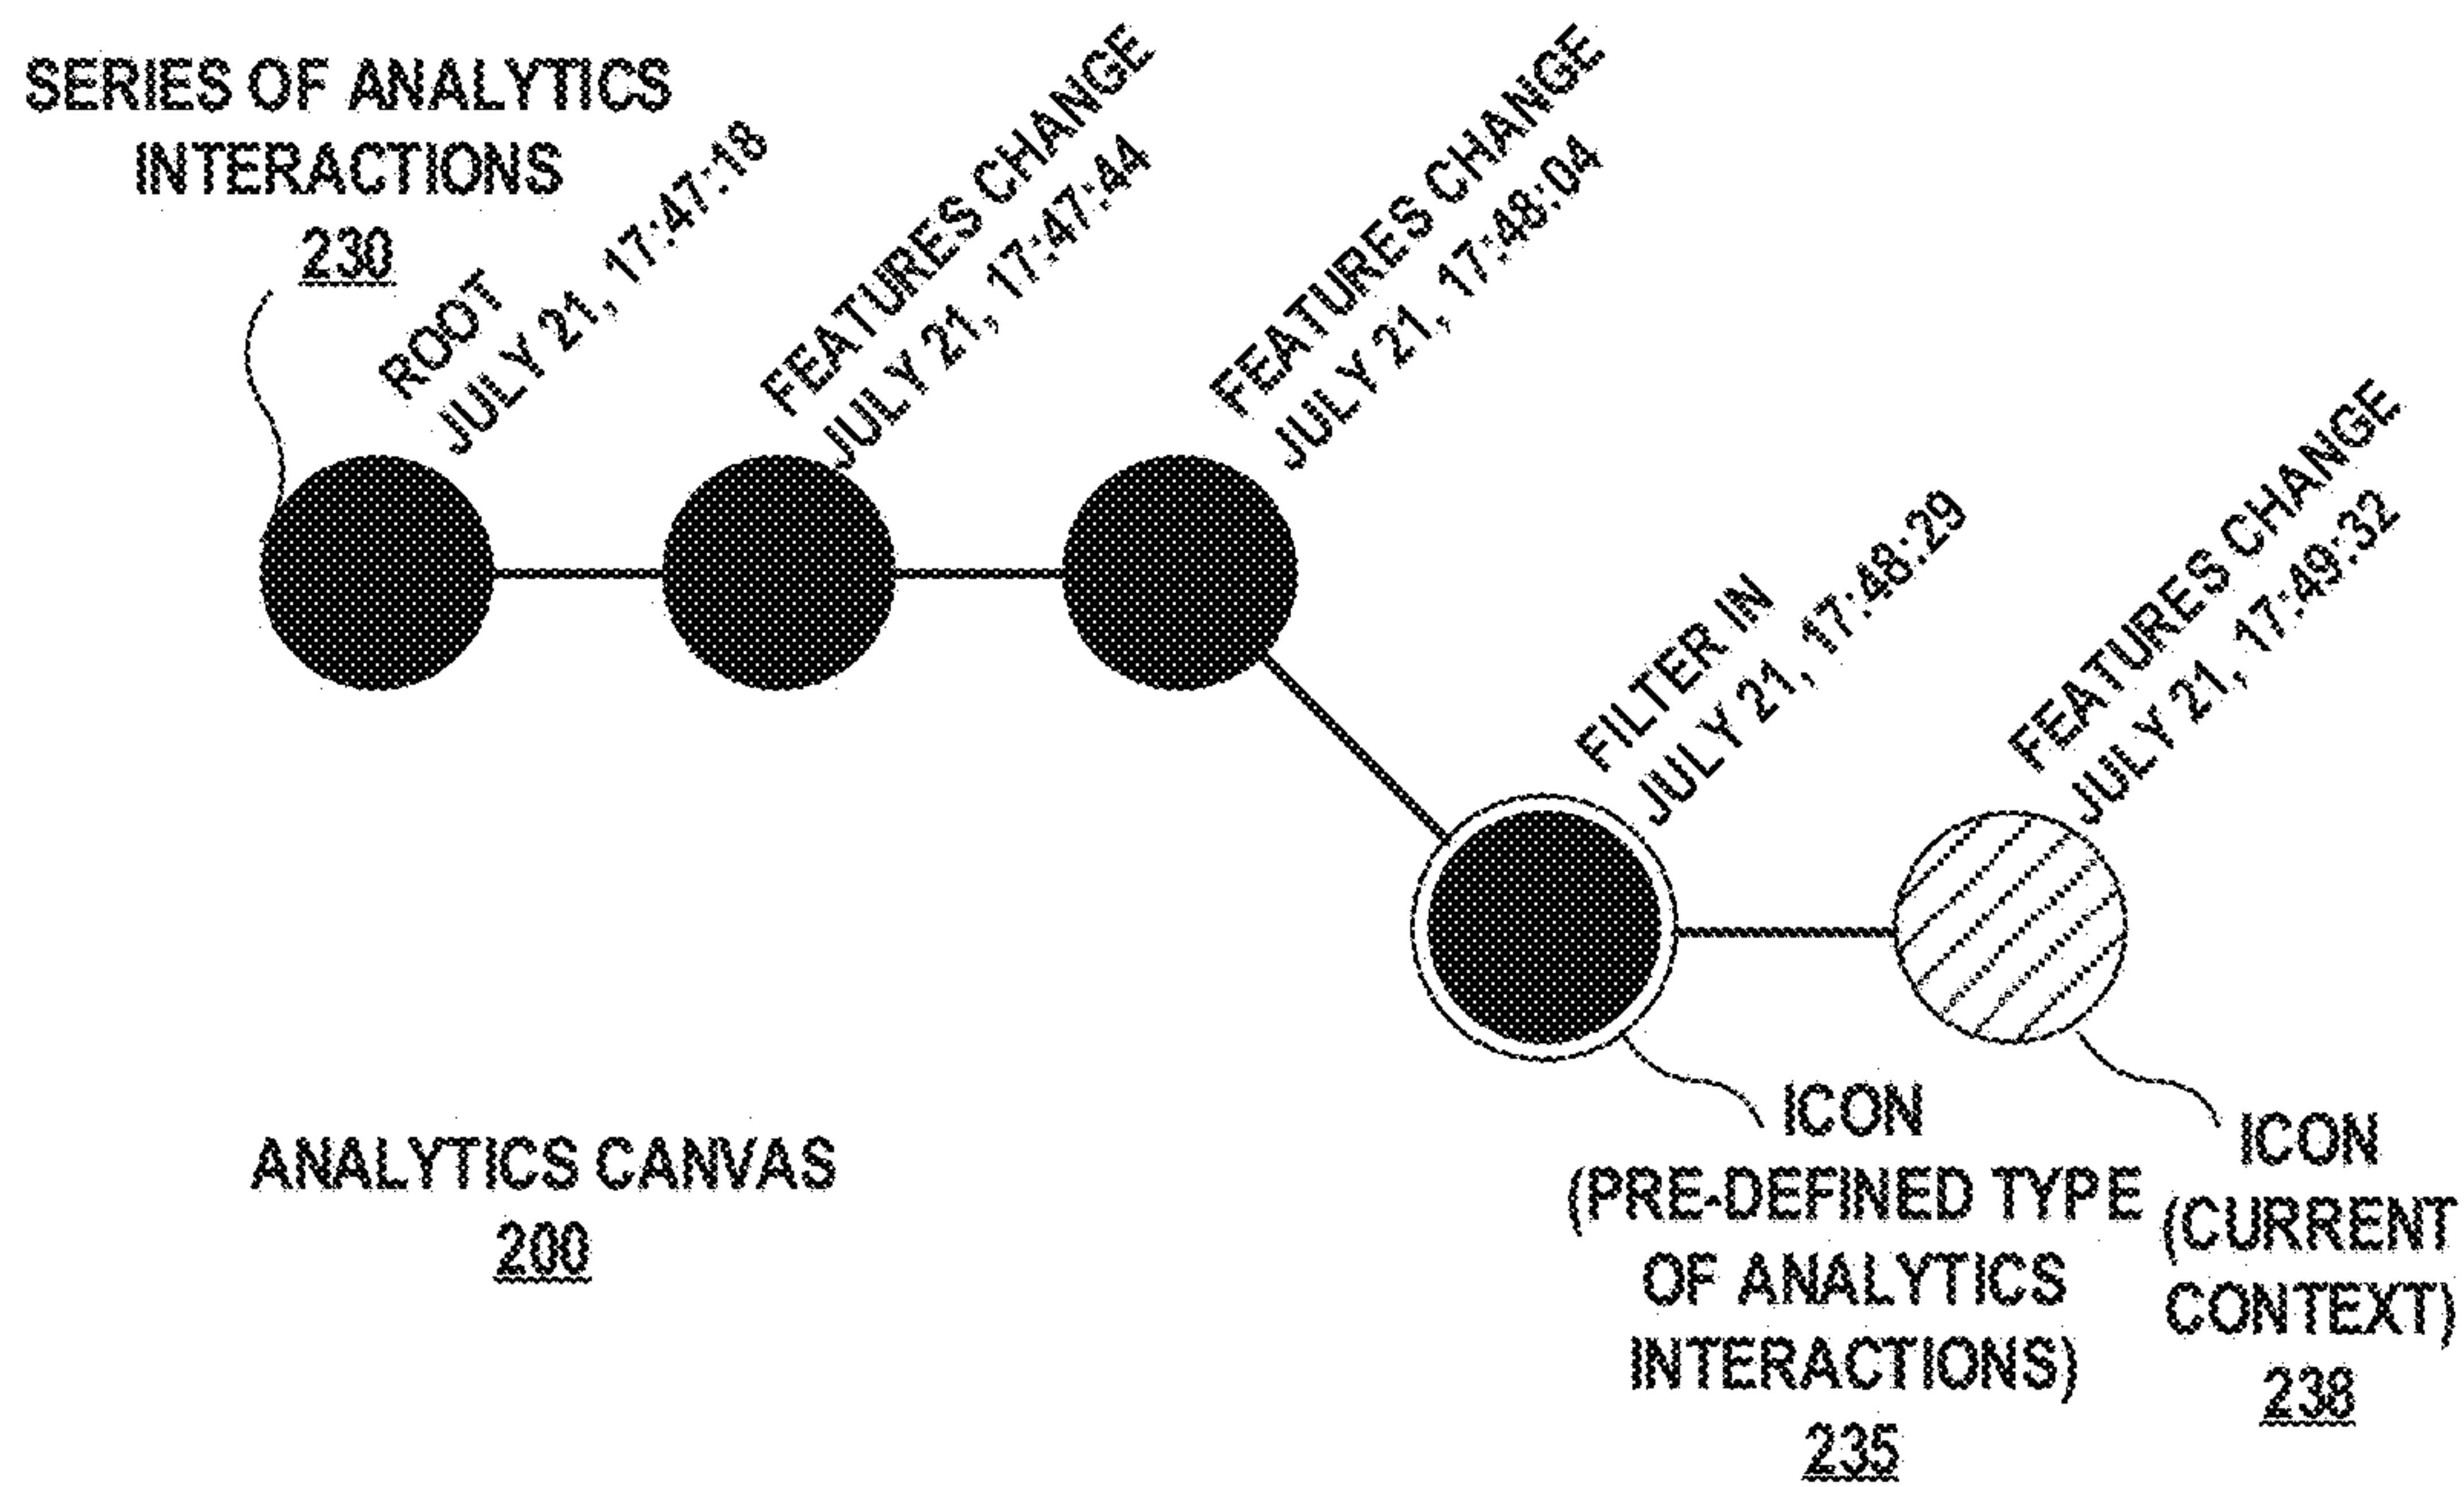 SERIES OF ANALYTICS
INTERACTIONS
230
ROOT
JULY 21, 17:47:18
FEATURES CHANGE
JULY 21, 17:47:44
FEATURES CHANGE
JULY 21, 17:48:04
FILTER IN
JULY 21, 17:48:29
FEATURES CHANGE
JULY 21, 17:49:32
ANALYTICS CANVAS
200
ICON
(PRE-DEFINED TYPE
OF ANALYTICS
INTERACTIONS)
235
ICON
(CURRENT
CONTEXT)
238